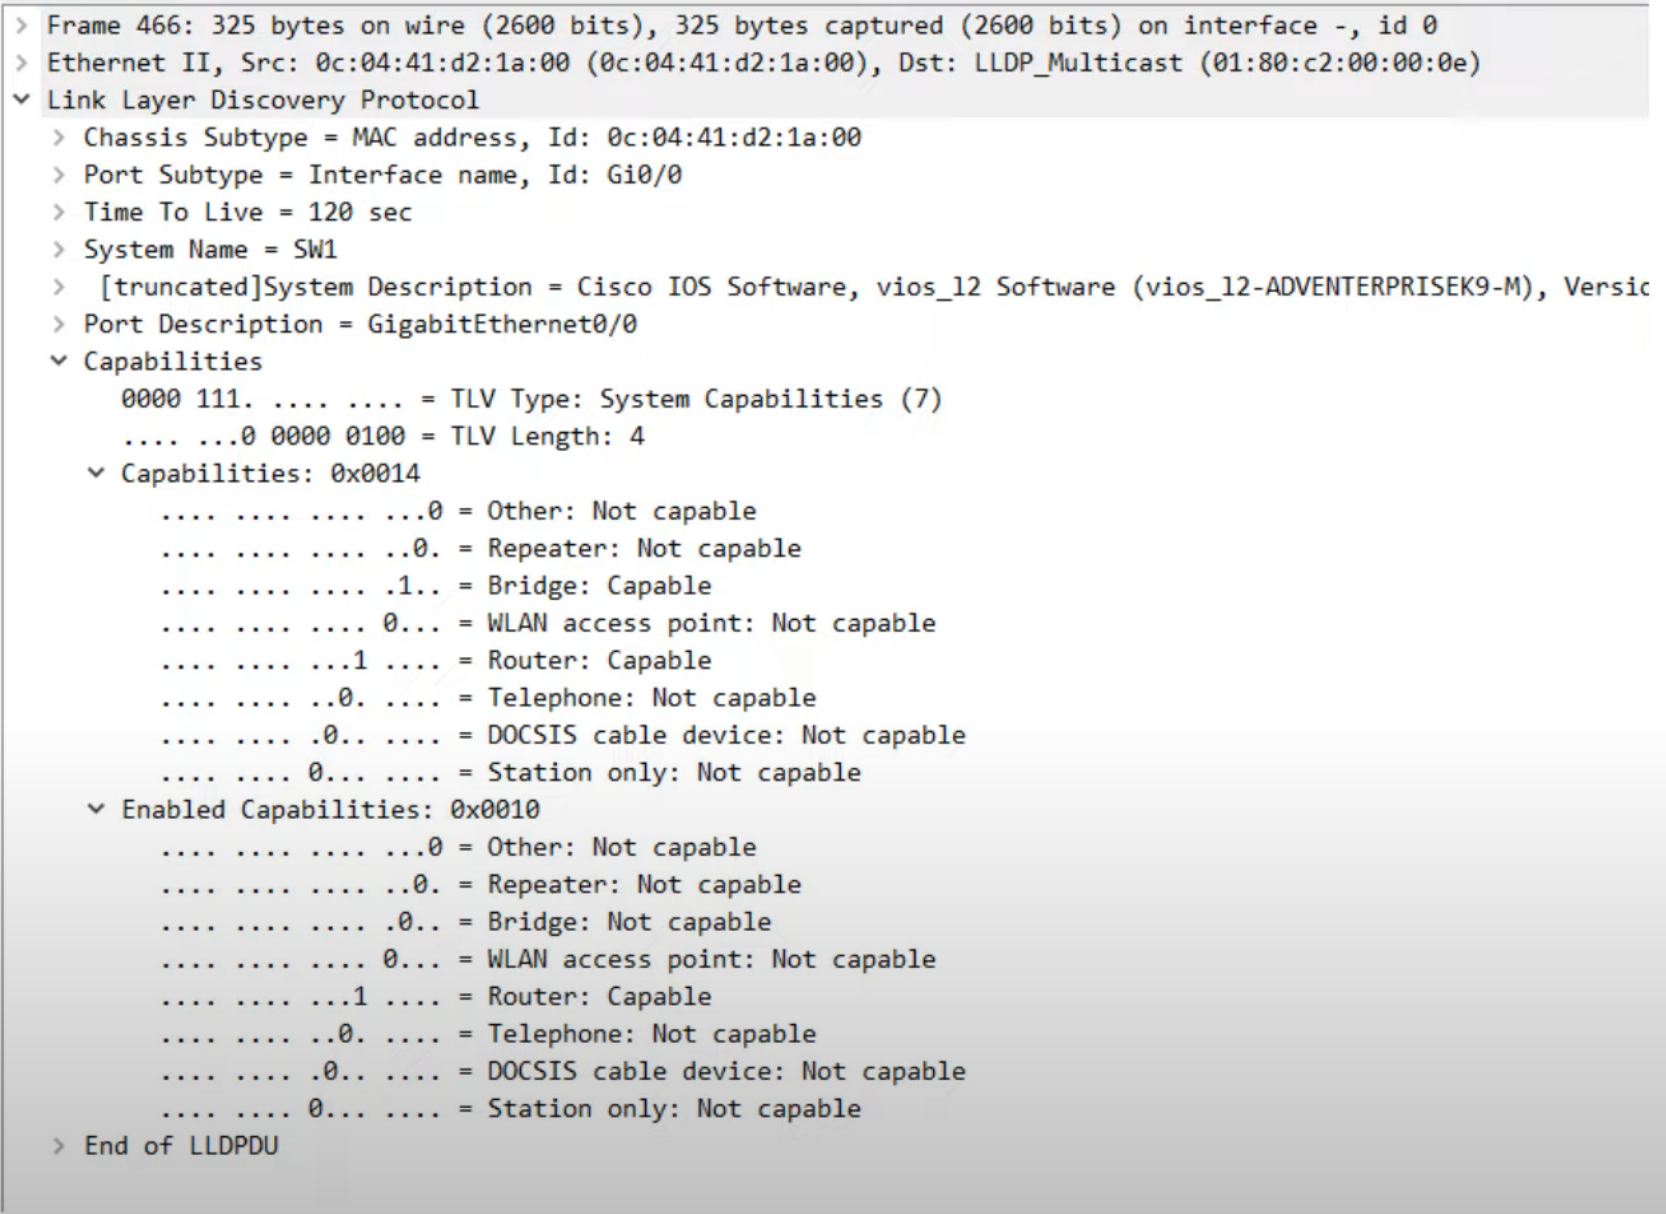 Frame 466: 325 bytes on wire (2600 bits), 325 bytes captured (2600 bits) on interface -, id 0
Ethernet II, Src: 0c:04:41:d2:1a:00 (0c:04:41:d2:1a:00), Dst: LLDP_Multicast (01:80:c2:00:00:0e)
Link Layer Discovery Protocol
Chassis Subtype = MAC address, Id: 0c:04:41:d2:1a:00
Port Subtype = Interface name, Id: Gi0/0
Time To Live = 120 sec
System Name = SW1
[truncated]System Description = Cisco IOS Software, vios_l2 Software (vios_l2-ADVENTERPRISEK9-M), Versic
Port Description = GigabitEthernet0/0
Capabilities
0000 111. .... .... = TLV Type: System Capabilities (7)
.... ...0 0000 0100 = TLV Length: 4
Capabilities: 0x0014
.... .... .... ...0 = Other: Not capable
.... .... .... ..0. = Repeater: Not capable
.... .... .... .1.. = Bridge: Capable
.... .... .... 0... = WLAN access point: Not capable
.... .... ...1 .... = Router: Capable
.... .... ..0. .... = Telephone: Not capable
.... .... .0.. .... = DOCSIS cable device: Not capable
.... .... 0... .... = Station only: Not capable
Enabled Capabilities: 0x0010
.... .... .... ...0 = Other: Not capable
.... .... .... ..0. = Repeater: Not capable
.... .... .... .0.. = Bridge: Not capable
.... .... .... 0... = WLAN access point: Not capable
.... .... ...1 .... = Router: Capable
.... .... ..0. .... = Telephone: Not capable
.... .... .0.. .... = DOCSIS cable device: Not capable
.... .... 0... .... = Station only: Not capable
End of LLDPDU